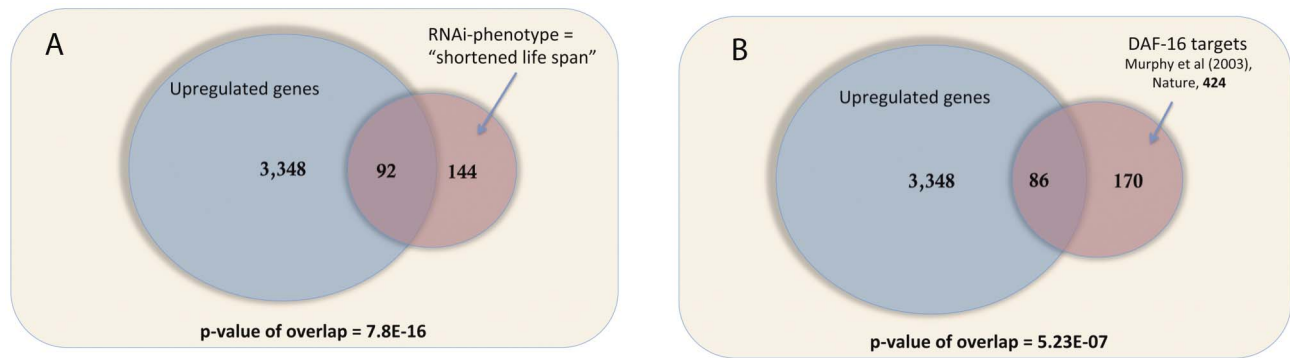 A
RNAi-phenotype =
"shortened life span"
Upregulated genes
3,348
92
144
p-value of overlap = 7.8E-16
B
DAF-16 targets
Murphy et al (2003),
Nature, 424
Upregulated genes
3,348
86
170
p-value of overlap = 5.23E-07